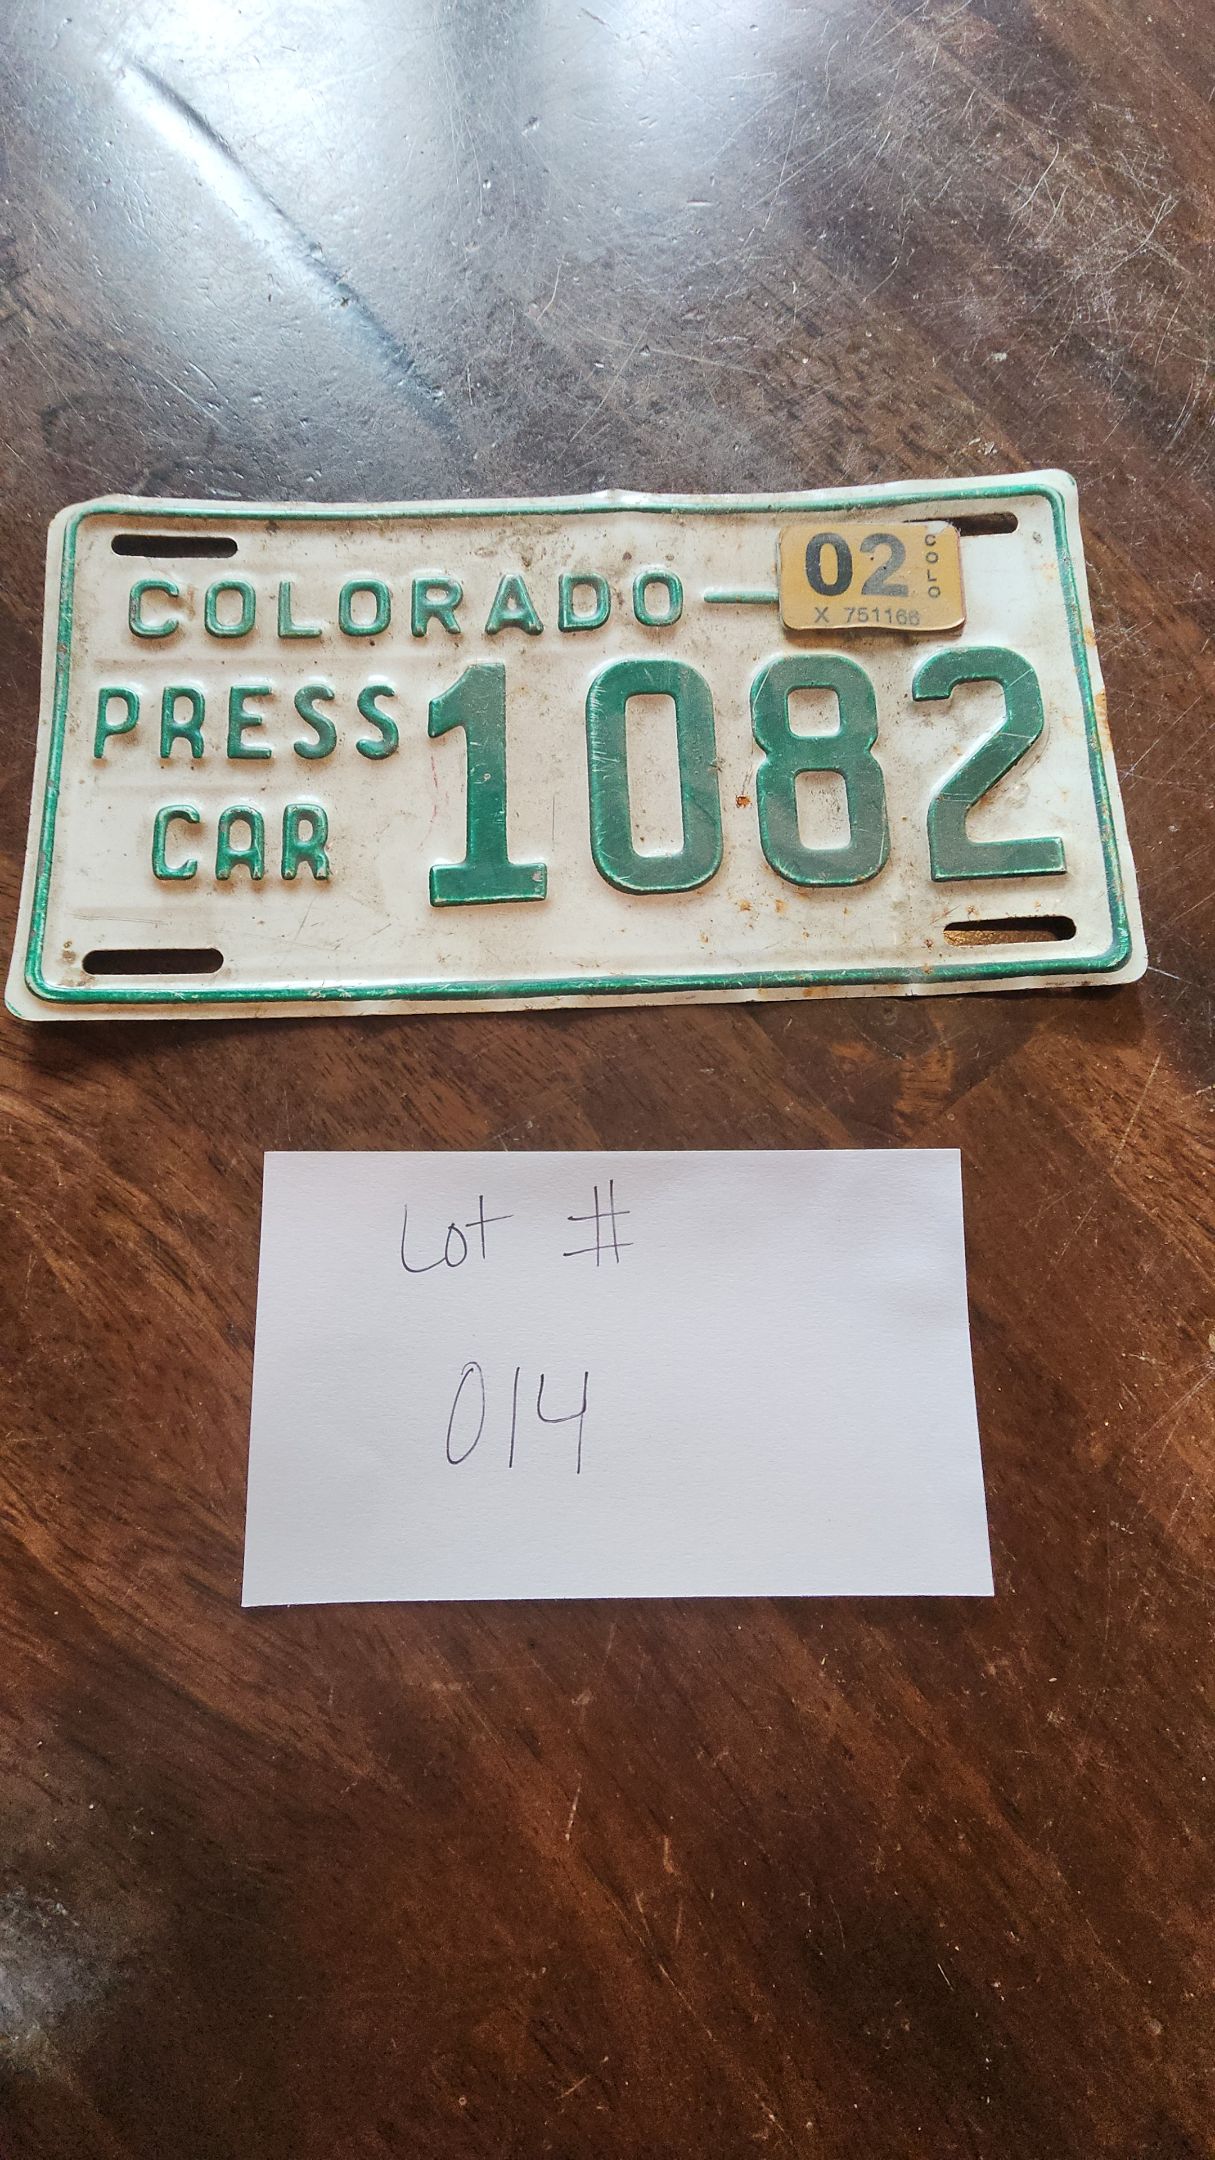 COLORADO —
02
COLO
X 751166
PRESS
CAR
1082
Lot #
014